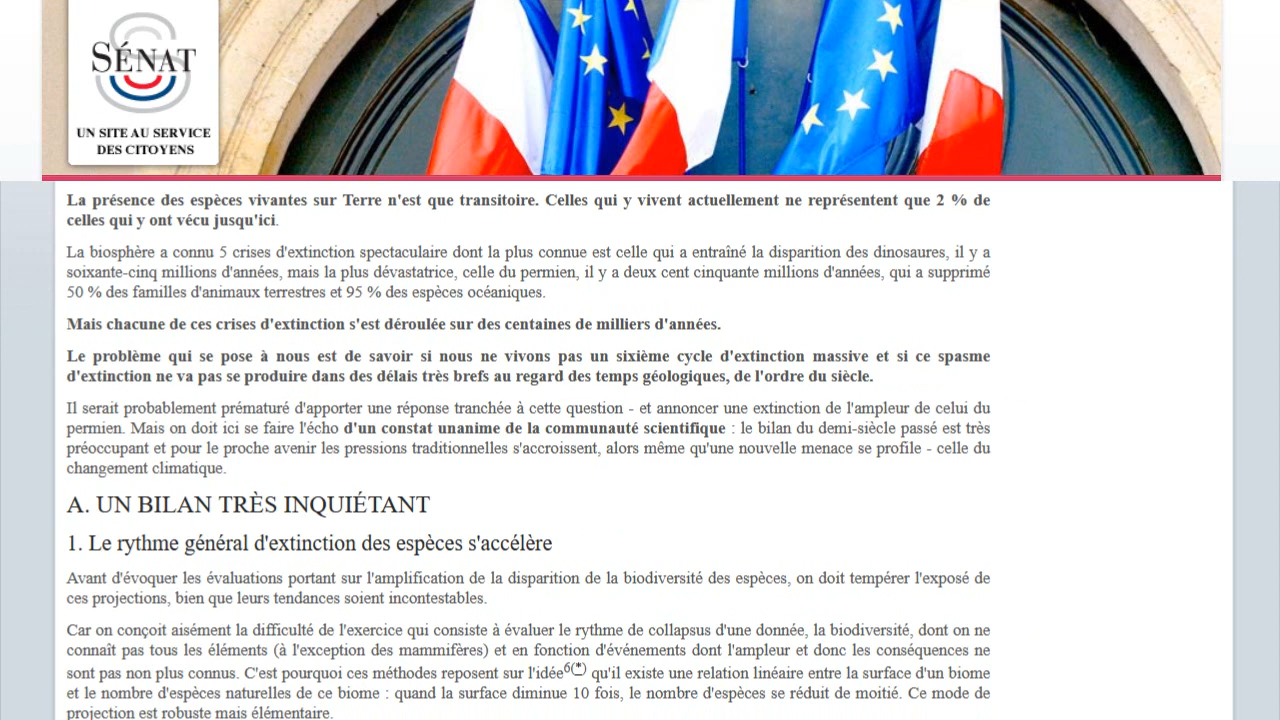 SÉNAT
UN SITE AU SERVICE
DES CITOYENS
La présence des espèces vivantes sur Terre n'est que transitoire. Celles qui y vivent actuellement ne représentent que 2 % de
celles qui y ont vécu jusqu'ici.
La biosphère a connu 5 crises d'extinction spectaculaire dont la plus connue est celle qui a entraîné la disparition des dinosaures, il y a
soixante-cinq millions d'années, mais la plus dévastatrice, celle du permien, il y a deux cent cinquante millions d'années, qui a supprimé
50 % des familles d'animaux terrestres et 95 % des espèces océaniques.
Mais chacune de ces crises d'extinction s'est déroulée sur des centaines de milliers d'années.
Le problème qui se pose à nous est de savoir si nous ne vivons pas un sixième cycle d'extinction massive et si ce spasme
d'extinction ne va pas se produire dans des délais très brefs au regard des temps géologiques, de l'ordre du siècle.
Il serait probablement prématuré d'apporter une réponse tranchée à cette question - et annoncer une extinction de l'ampleur de celui du
permien. Mais on doit ici se faire l'écho d'un constat unanime de la communauté scientifique : le bilan du demi-siècle passé est très
préoccupant et pour le proche avenir les pressions traditionnelles s'accroissent, alors même qu'une nouvelle menace se profile - celle du
changement climatique.
A. UN BILAN TRÈS INQUIÉTANT
1. Le rythme général d'extinction des espèces s'accélère
Avant d'évoquer les évaluations portant sur l'amplification de la disparition de la biodiversité des espèces, on doit tempérer l'exposé de
ces projections, bien que leurs tendances soient incontestables.
Car on conçoit aisément la difficulté de l'exercice qui consiste à évaluer le rythme de collapsus d'une donnée, la biodiversité, dont on ne
connaît pas tous les éléments (à l'exception des mammifères) et en fonction d'événements dont l'ampleur et donc les conséquences ne
sont pas non plus connus. C'est pourquoi ces méthodes reposent sur l'idée6(*) qu'il existe une relation linéaire entre la surface d'un biome
et le nombre d'espèces naturelles de ce biome : quand la surface diminue 10 fois, le nombre d'espèces se réduit de moitié. Ce mode de
projection est robuste mais élémentaire.